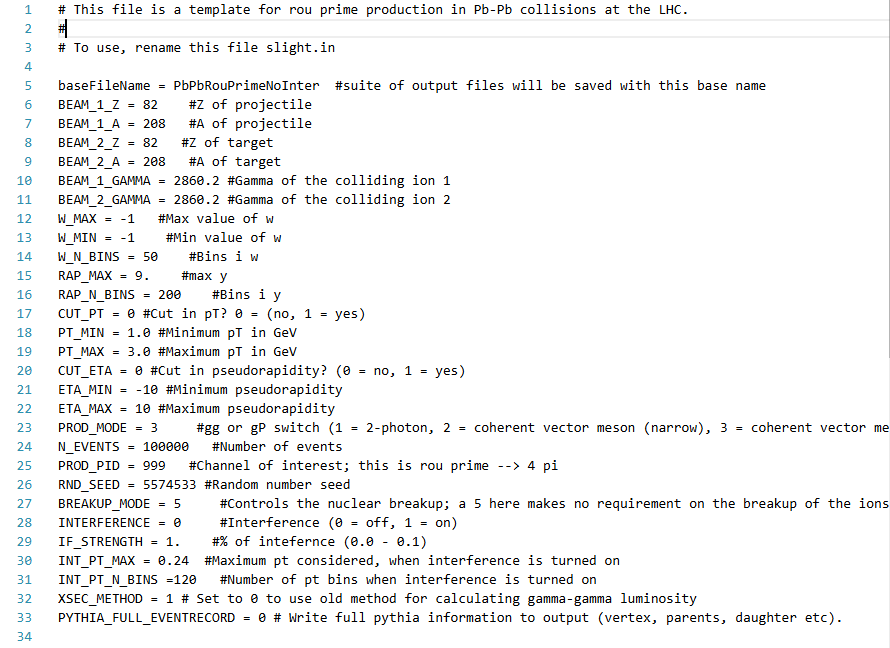 1 # This file is a template for rou prime production in Pb-Pb collisions at the LHC.
2 #
3 # To use, rename this file slight.in
4
5 baseFileName = PbPbRouPrimeNoInter #suite of output files will be saved with this base name
6 BEAM_1_Z = 82 #Z of projectile
7 BEAM_1_A = 208 #A of projectile
8 BEAM_2_Z = 82 #Z of target
9 BEAM_2_A = 208 #A of target
10 BEAM_1_GAMMA = 2860.2 #Gamma of the colliding ion 1
11 BEAM_2_GAMMA = 2860.2 #Gamma of the colliding ion 2
12 W_MAX = -1 #Max value of w
13 W_MIN = -1 #Min value of w
14 W_N_BINS = 50 #Bins i w
15 RAP_MAX = 9. #max y
16 RAP_N_BINS = 200 #Bins i y
17 CUT_PT = 0 #Cut in pT? 0 = (no, 1 = yes)
18 PT_MIN = 1.0 #Minimum pT in GeV
19 PT_MAX = 3.0 #Maximum pT in GeV
20 CUT_ETA = 0 #Cut in pseudorapidity? (0 = no, 1 = yes)
21 ETA_MIN = -10 #Minimum pseudorapidity
22 ETA_MAX = 10 #Maximum pseudorapidity
23 PROD_MODE = 3 #gg or gP switch (1 = 2-photon, 2 = coherent vector meson (narrow), 3 = coherent vector me
24 N_EVENTS = 100000 #Number of events
25 PROD_PID = 999 #Channel of interest; this is rou prime --> 4 pi
26 RND_SEED = 5574533 #Random number seed
27 BREAKUP_MODE = 5 #Controls the nuclear breakup; a 5 here makes no requirement on the breakup of the ions
28 INTERFERENCE = 0 #Interference (0 = off, 1 = on)
29 IF_STRENGTH = 1. #% of intefernce (0.0 - 0.1)
30 INT_PT_MAX = 0.24 #Maximum pt considered, when interference is turned on
31 INT_PT_N_BINS =120 #Number of pt bins when interference is turned on
32 XSEC_METHOD = 1 # Set to 0 to use old method for calculating gamma-gamma luminosity
33 PYTHIA_FULL_EVENTRECORD = 0 # Write full pythia information to output (vertex, parents, daughter etc).
34